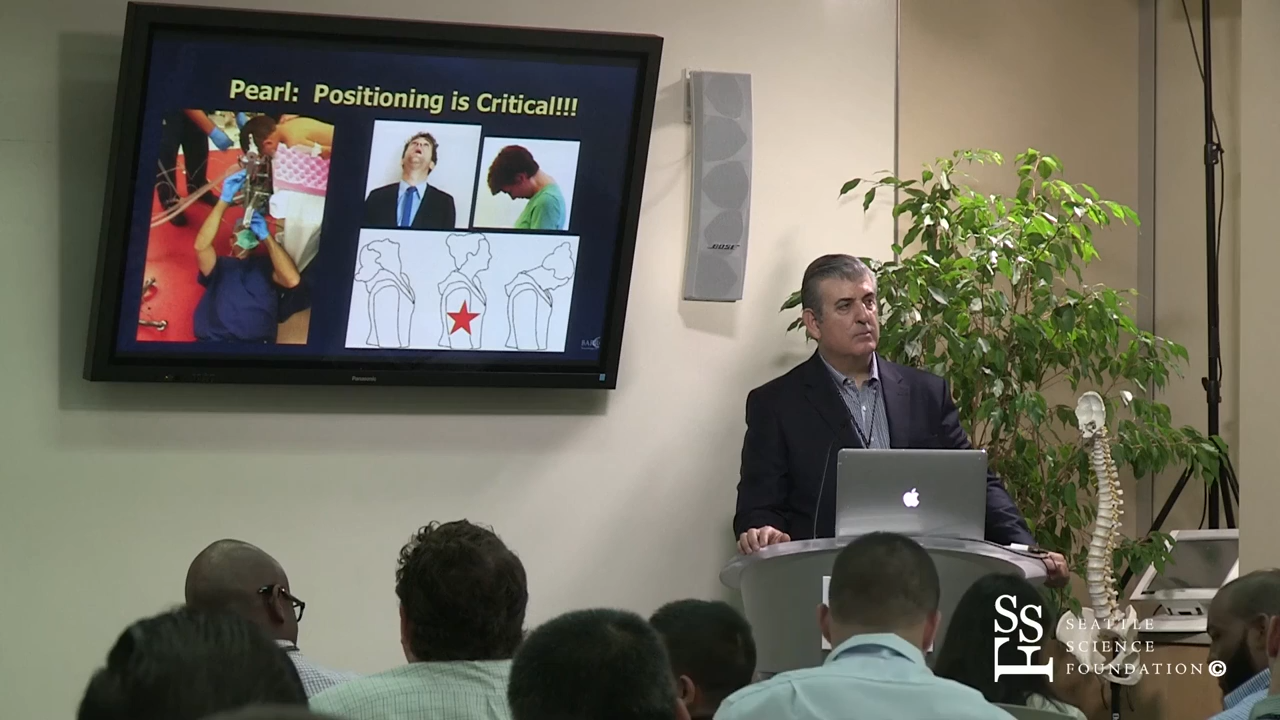 Pearl: Positioning is Critical!!!
BOSE
Panasonic
SSF
SEATTLE
SCIENCE
FOUNDATION©